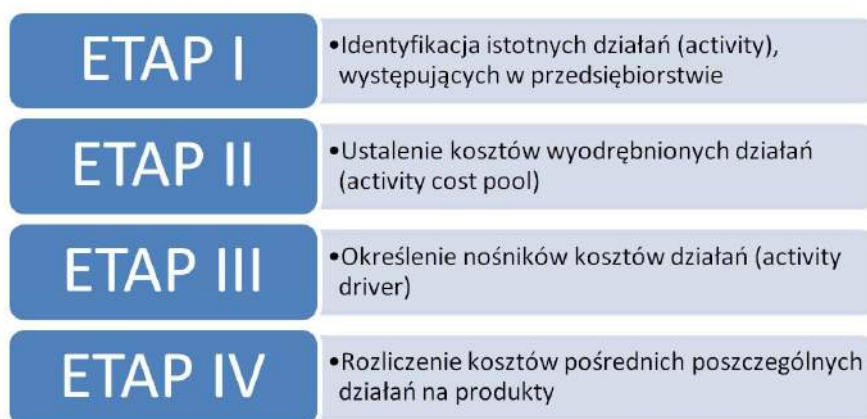 ETAP I
•Identyfikacja istotnych działań (activity),
występujących w przedsiębiorstwie
ETAP II
•Ustalenie kosztów wyodrębnionych działań
(activity cost pool)
ETAP III
•Określenie nośników kosztów działań (activity
driver)
ETAP IV
•Rozliczenie kosztów pośrednich poszczególnych
działań na produkty